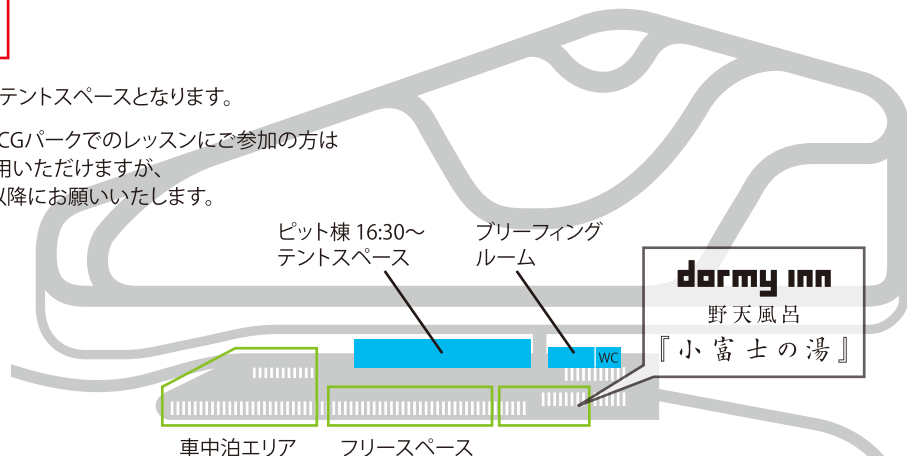 テントスペースとなります。
CGパークでのレッスンにご参加の方は
用いただけますが、
以降にお願いいたします。
ピット棟 16:30〜
テントスペース
ブリーフィング
ルーム
dormy inn
野天風呂
『小富士の湯』
WC
車中泊エリア
フリースペース